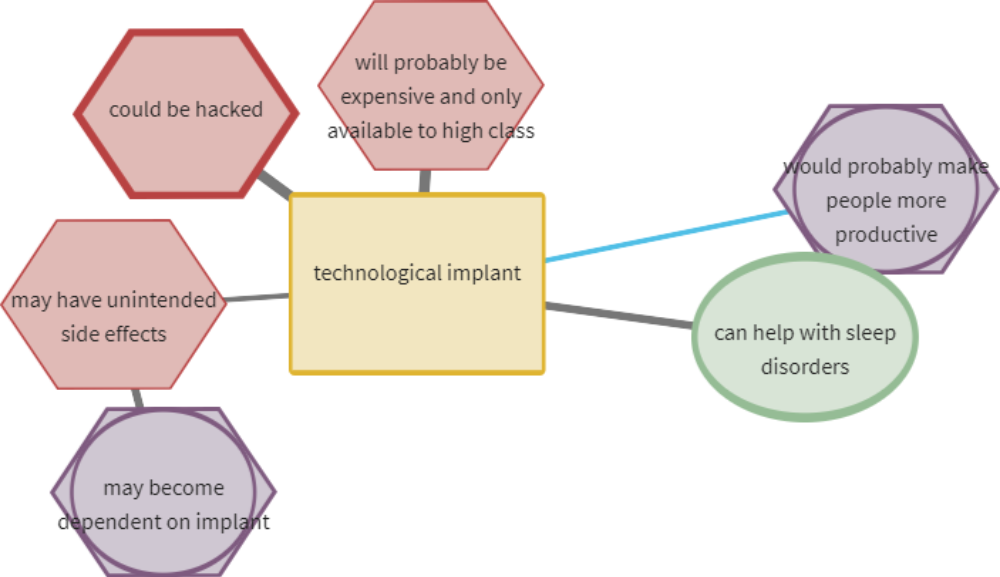 could be hacked
will probably be
expensive and only
available to high class
would probably make
people more
productive
technological implant
may have unintended
side effects
can help with sleep
disorders
may become
dependent on implant